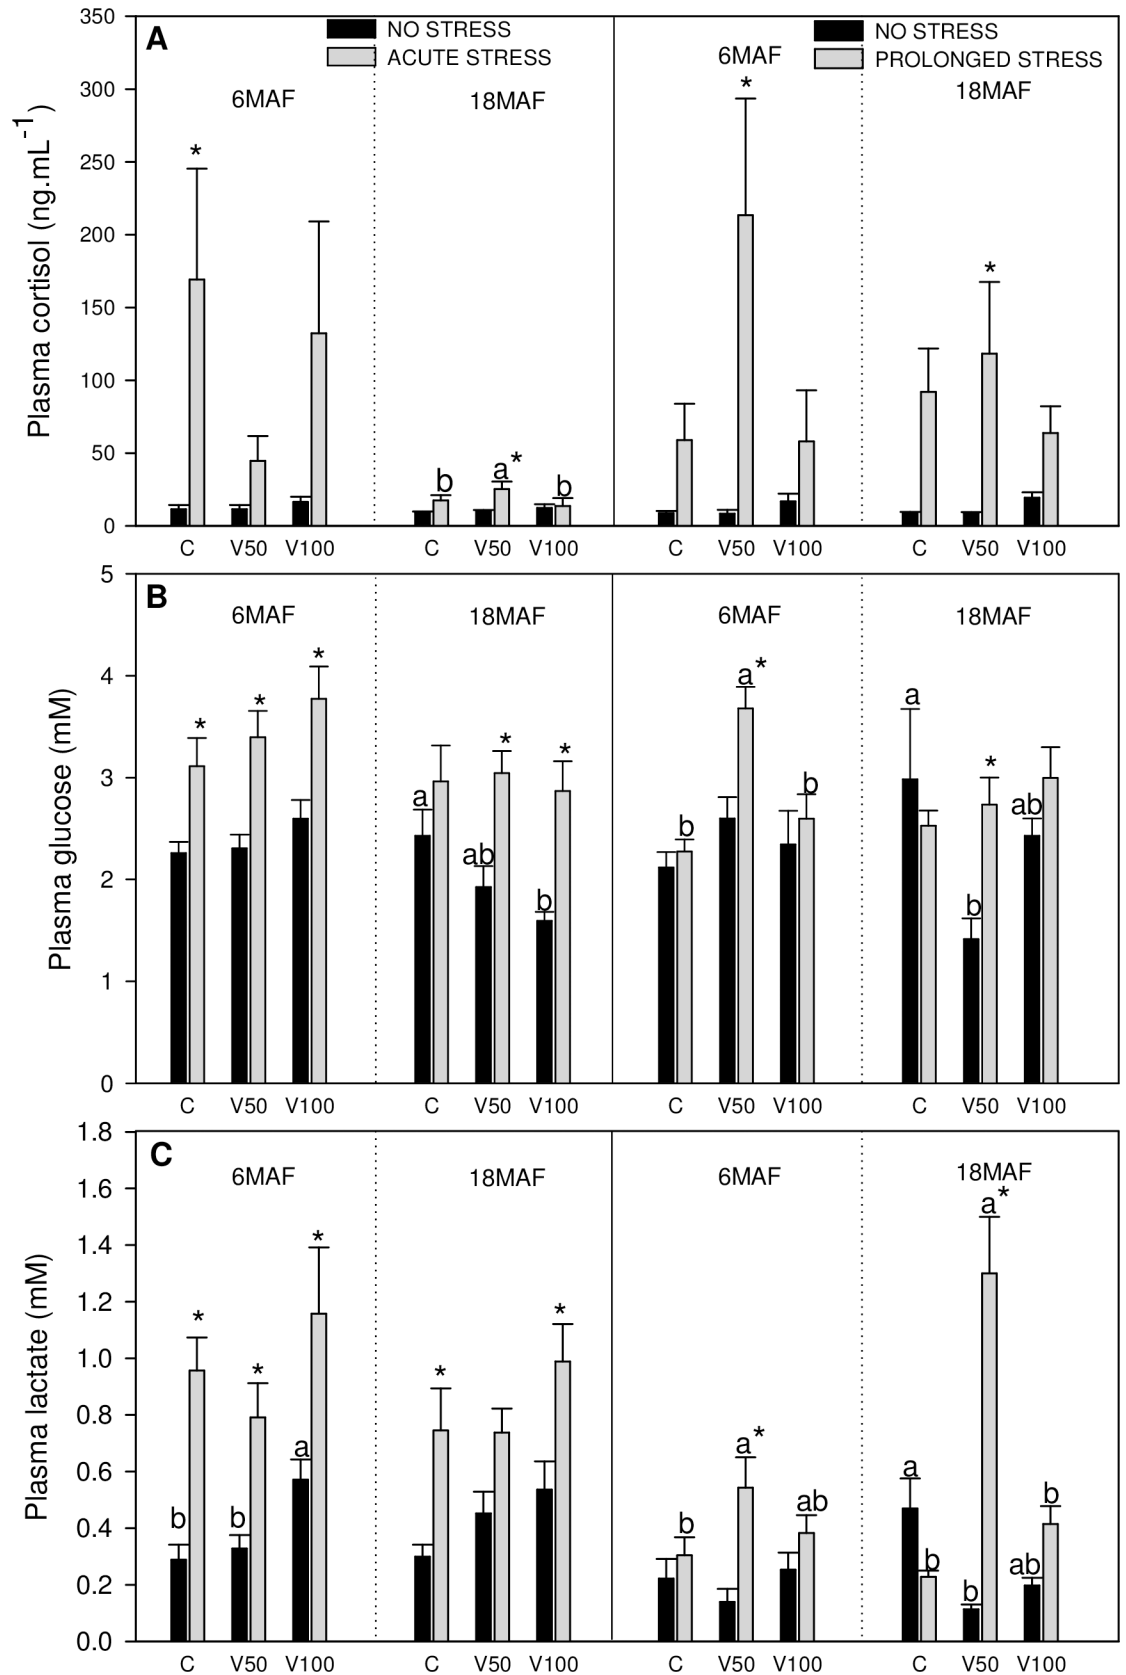 A
NO STRESS
ACUTE STRESS
NO STRESS
PROLONGED STRESS
6MAF
18MAF
6MAF
18MAF
Plasma cortisol (ng.mL-1)
350
300
250
200
150
100
50
0
*
b
a*
b
*
*
C V50 V100 C V50 V100 C V50 V100 C V50 V100
B
6MAF 18MAF 6MAF 18MAF
Plasma glucose (mM)
5
4
3
2
1
0
*
*
*
a
ab
*
b
*
b
a*
b
a
b
*
ab
C V50 V100 C V50 V100 C V50 V100 C V50 V100
C
6MAF 18MAF 6MAF 18MAF
Plasma lactate (mM)
1.8
1.6
1.4
1.2
1.0
0.8
0.6
0.4
0.2
0.0
b
*
b
*
a
*
*
*
b
a*
ab
a
b
b
a*
ab
b
C V50 V100 C V50 V100 C V50 V100 C V50 V100